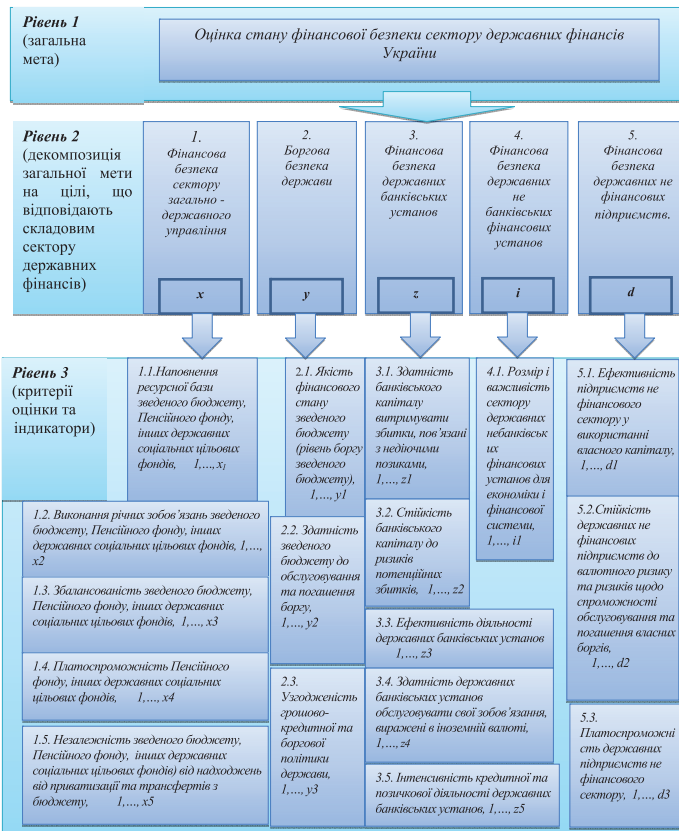 Рівень 1
(загальна
мета)
Оцінка стану фінансової безпеки сектору державних фінансів
України
Рівень 2
(декомпозиція
загальної мети
на цілі, що
відповідають
складовим
сектору
державних
фінансів)
1.
Фінансова
безпека
сектору
загально -
державного
управління
x
2.
Боргова
безпека
держави
y
3.
Фінансова
безпека
державних
банківських
установ
z
4.
Фінансова
безпека
державних
не
банківських
фінансових
установ
i
5.
Фінансова
безпека
державних не
фінансових
підприємств.
d
Рівень 3
(критерії
оцінки та
індикатори)
1.1.Наповнення
ресурсної бази
зведеного бюджету,
Пенсійного фонду,
інших державних
соціальних цільових
фондів, 1,..., x1
1.2. Виконання річних зобов’язань зведеного
бюджету, Пенсійного фонду, інших
державних соціальних цільових фондів, 1,...,
x2
1.3. Збалансованість зведеного бюджету,
Пенсійного фонду, інших державних
соціальних цільових фондів, 1,..., x3
1.4. Платоспроможність Пенсійного
фонду, інших державних соціальних
цільових фондів, 1,..., x4
1.5. Незалежність зведеного бюджету,
Пенсійного фонду, інших державних
соціальних цільових фондів) від надходжень
від приватизації та трансфертів з
бюджету, 1,..., x5
2.1. Якість
фінансового
стану
зведеного
бюджету
(рівень боргу
зведеного
бюджету),
1,..., y1
2.2. Здатність
зведеного
бюджету до
обслуговування
та погашення
боргу,
1,..., y2
2.3.
Узгодженість
грошово-
кредитної та
боргової
політики
держави,
1,..., y3
3.1. Здатність
банківського
капіталу
витримувати
збитки, пов’язані
з недіючими
позиками,
1,..., z1
3.2. Стійкість
банківського
капіталу до
ризиків
потенційних
збитків, 1,..., z2
3.3. Ефективність діяльності
державних банківських установ
1,..., z3
3.4. Здатність державних
банківських установ
обслуговувати свої зобов’язання,
виражені в іноземній валюті,
1,..., z4
3.5. Інтенсивність кредитної та
позичкової діяльності державних
банківських установ, 1,..., z5
4.1. Розмір і
важливість
сектору
державних
небанківськ
их
фінансових
установ для
економіки і
фінансової
системи,
1,..., i1
5.1. Ефективність
підприємств не
фінансового
сектору у
використанні
власного капіталу,
1,..., d1
5.2.Стійкість
державних не
фінансових
підприємств до
валютного ризику
та ризиків щодо
спроможності
обслуговування та
погашення власних
боргів,
1,..., d2
5.3.
Платоспроможні
сть державних
підприємств не
фінансового
сектору, 1,..., d3